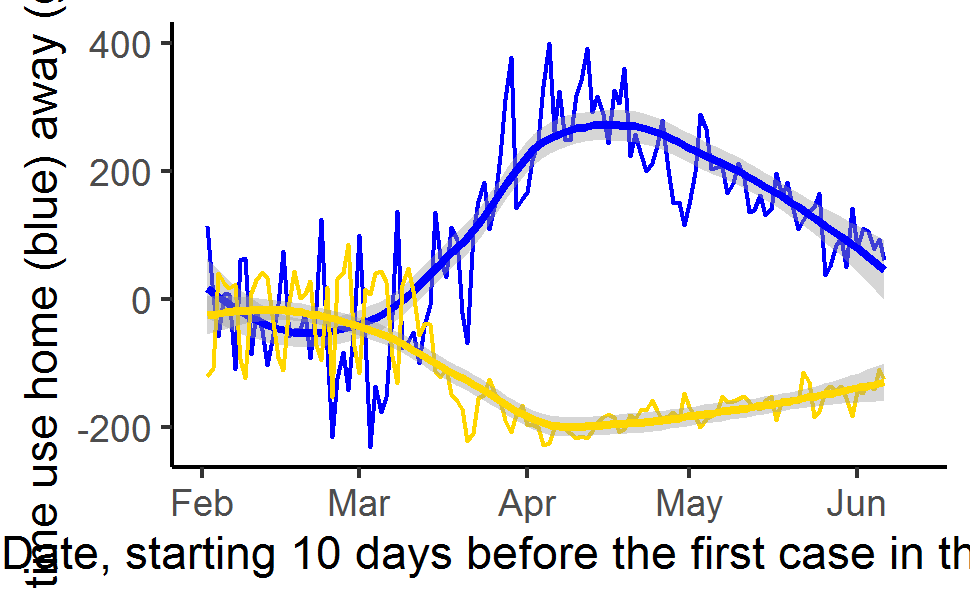 time use home (blue) away (
400
200
0
-200
Feb Mar Apr May Jun
Date, starting 10 days before the first case in th